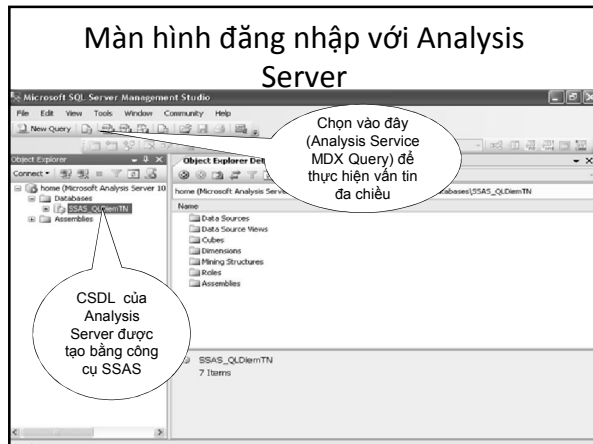 Màn hình đăng nhập với Analysis
Server
Microsoft SQL Server Management Studio
File Edit View Tools Window Community Help
New Query
Chọn vào đây
(Analysis Service
MDX Query) để
thực hiện vấn tin
đa chiều
Object Explorer
Connect
home (Microsoft Analysis Server 10
Databases
SSAS_QLDiemTN
Assemblies
Object Explorer Det
home (Microsoft Analysis Serve
abases\SSAS_QLDiemTN
Name
Data Sources
Data Source Views
Cubes
Dimensions
Mining Structures
Roles
Assemblies
CSDL của
Analysis
Server được
tạo bằng công
cụ SSAS
SSAS_QLDiemTN
7 Items